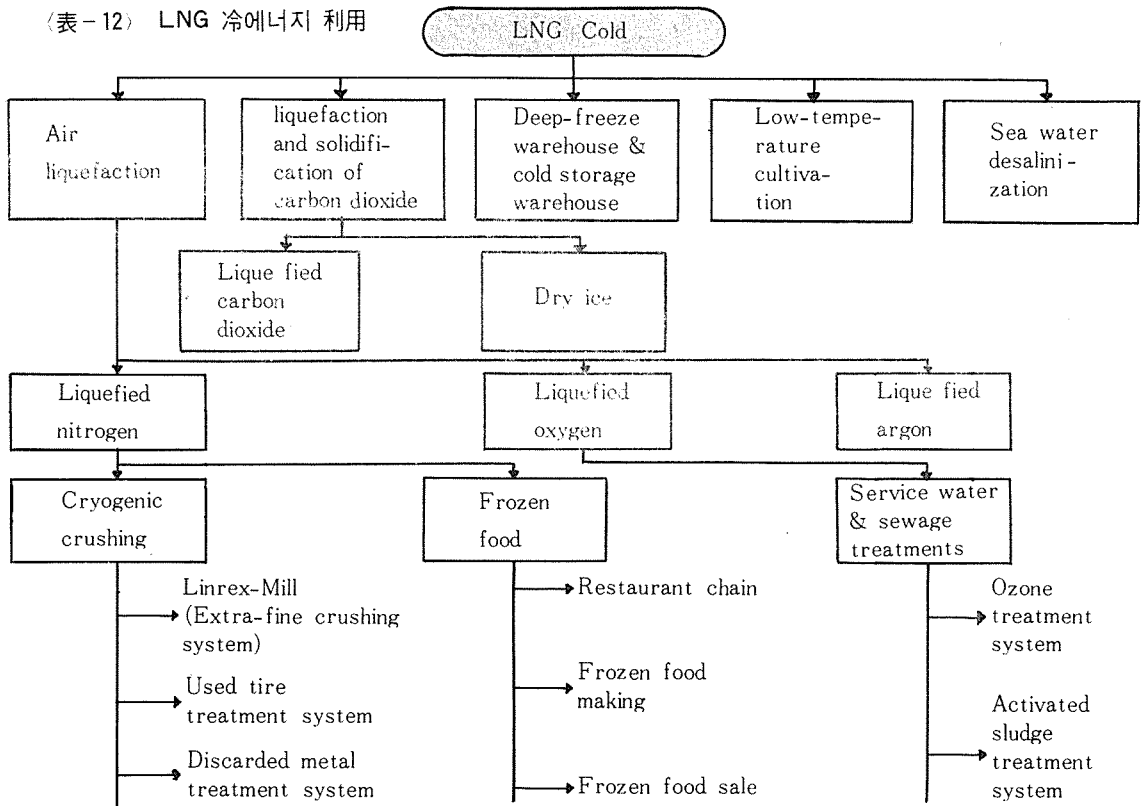 〈表-12〉 LNG 冷에너지 利用
LNG Cold
Air
liquefaction
liquefaction
and solidifi-
cation of
carbon dioxide
Deep-freeze
warehouse &
cold storage
warehouse
Low-tempe-
rature
cultiva-
tion
Sea water
desalini-
zation
Lique fied
carbon
dioxide
Dry ice
Liquefied
nitrogen
Liquefied
oxygen
Lique fied
argon
Cryogenic
crushing
Frozen
food
Service water
& sewage
treatments
Linrex-Mill
(Extra-fine crushing
system)
Used tire
treatment system
Discarded metal
treatment system
Restaurant chain
Frozen food
making
Frozen food sale
Ozone
treatment
system
Activated
sludge
treatment
system